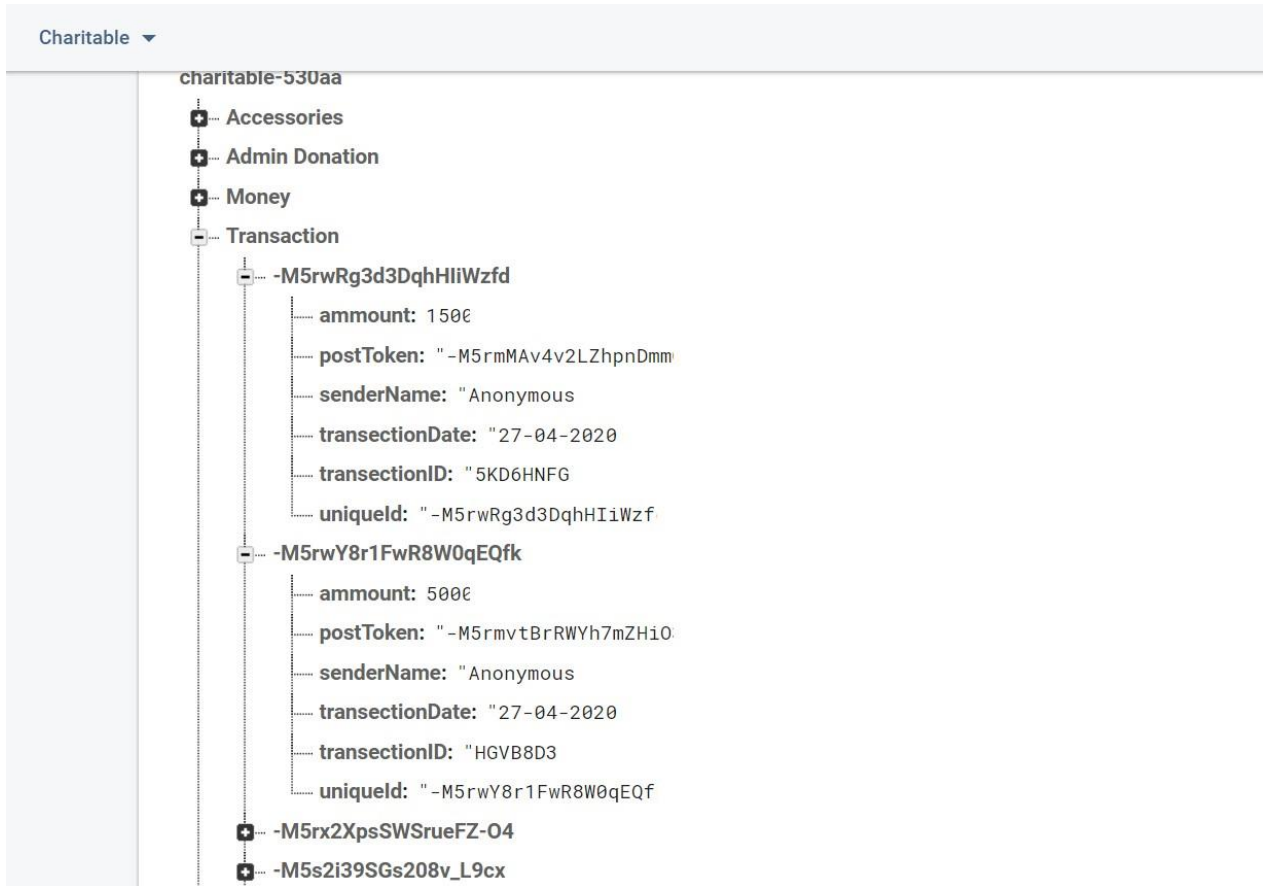 Charitable
charitable-530aa
Accessories
Admin Donation
Money
Transaction
-M5rwRg3d3DqhHIiWzfd
ammount: 1500
postToken: "-M5rmMAv4v2LZhpnDmm
senderName: "Anonymous
transectionDate: "27-04-2020
transectionID: "5KD6HNFG
uniqueId: "-M5rwRg3d3DqhHIiWzf
-M5rwY8r1FwR8W0qEQfk
ammount: 5000
postToken: "-M5rmvtBrRWYh7mZHiO
senderName: "Anonymous
transectionDate: "27-04-2020
transectionID: "HGVB8D3
uniqueId: "-M5rwY8r1FwR8W0qEQf
-M5rx2XpsSWSrueFZ-O4
-M5s2i39SGs208v_L9cx